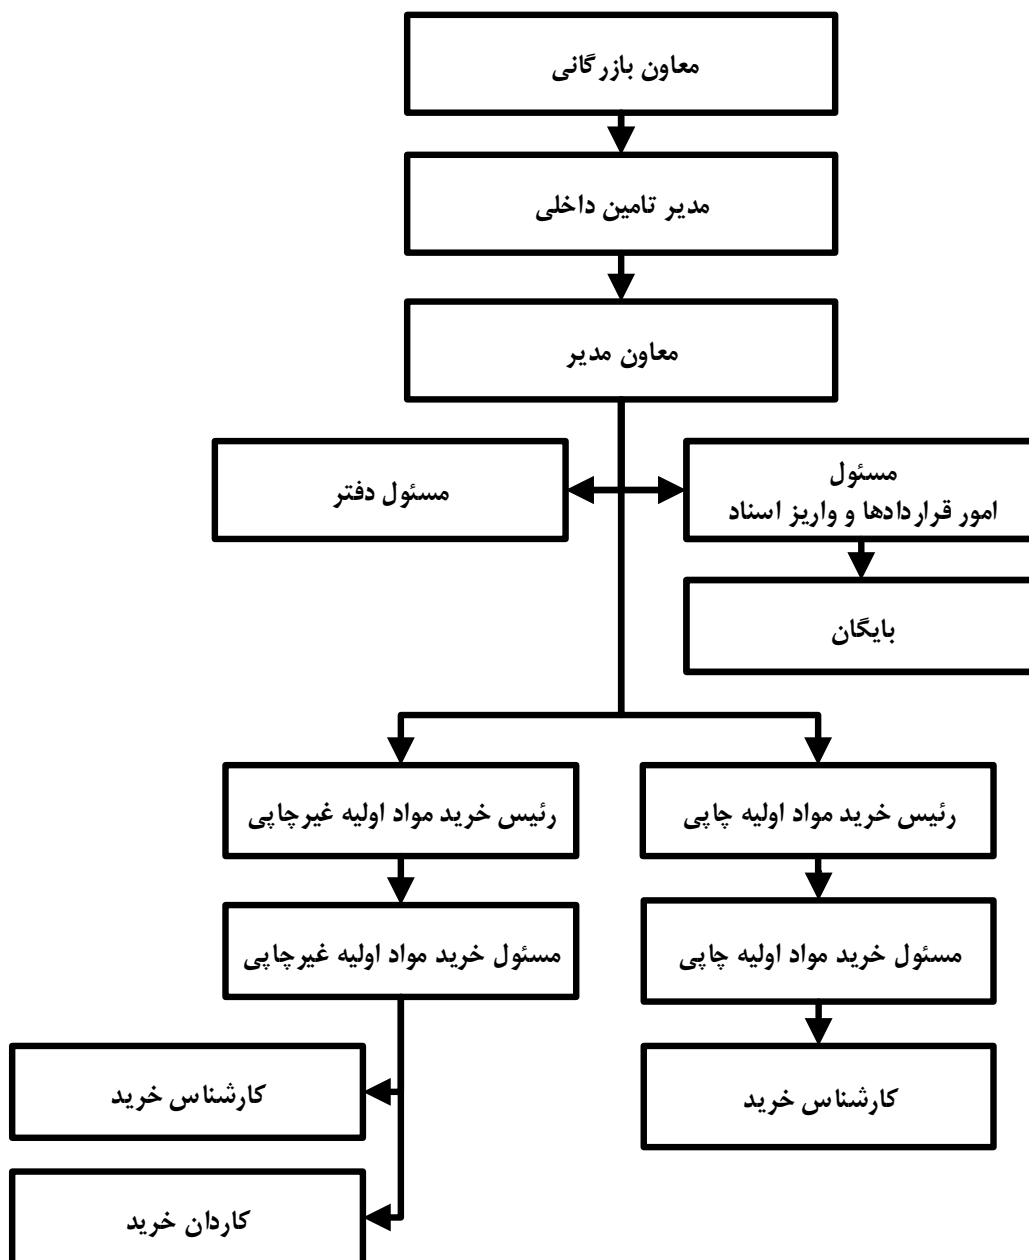 معاون بازرگانی
مدیر تامین داخلی
معاون مدیر
مسئول
امور قراردادها و واریز اسناد
مسئول دفتر
بایگان
رئیس خرید مواد اولیه چاپی
رئیس خرید مواد اولیه غیرچاپی
مسئول خرید مواد اولیه چاپی
مسئول خرید مواد اولیه غیرچاپی
کارشناس خرید
کارشناس خرید
کاردان خرید